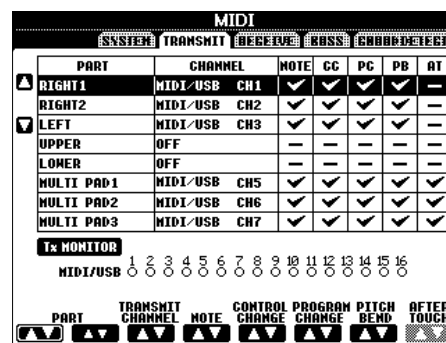 MIDI
SYSTEM TRANSMIT RECEIVE BASS CHORD DETECT
PART CHANNEL NOTE CC PC PB AT
RIGHT1 MIDI/USB CH1
RIGHT2 MIDI/USB CH2
LEFT MIDI/USB CH3
UPPER OFF
LOWER OFF
MULTI PAD1 MIDI/USB CH5
MULTI PAD2 MIDI/USB CH6
MULTI PAD3 MIDI/USB CH7
Tx MONITOR
1 2 3 4 5 6 7 8 9 10 11 12 13 14 15 16
MIDI/USB
PART TRANSMIT CHANNEL NOTE CONTROL CHANGE PROGRAM CHANGE PITCH BEND AFTER TOUCH